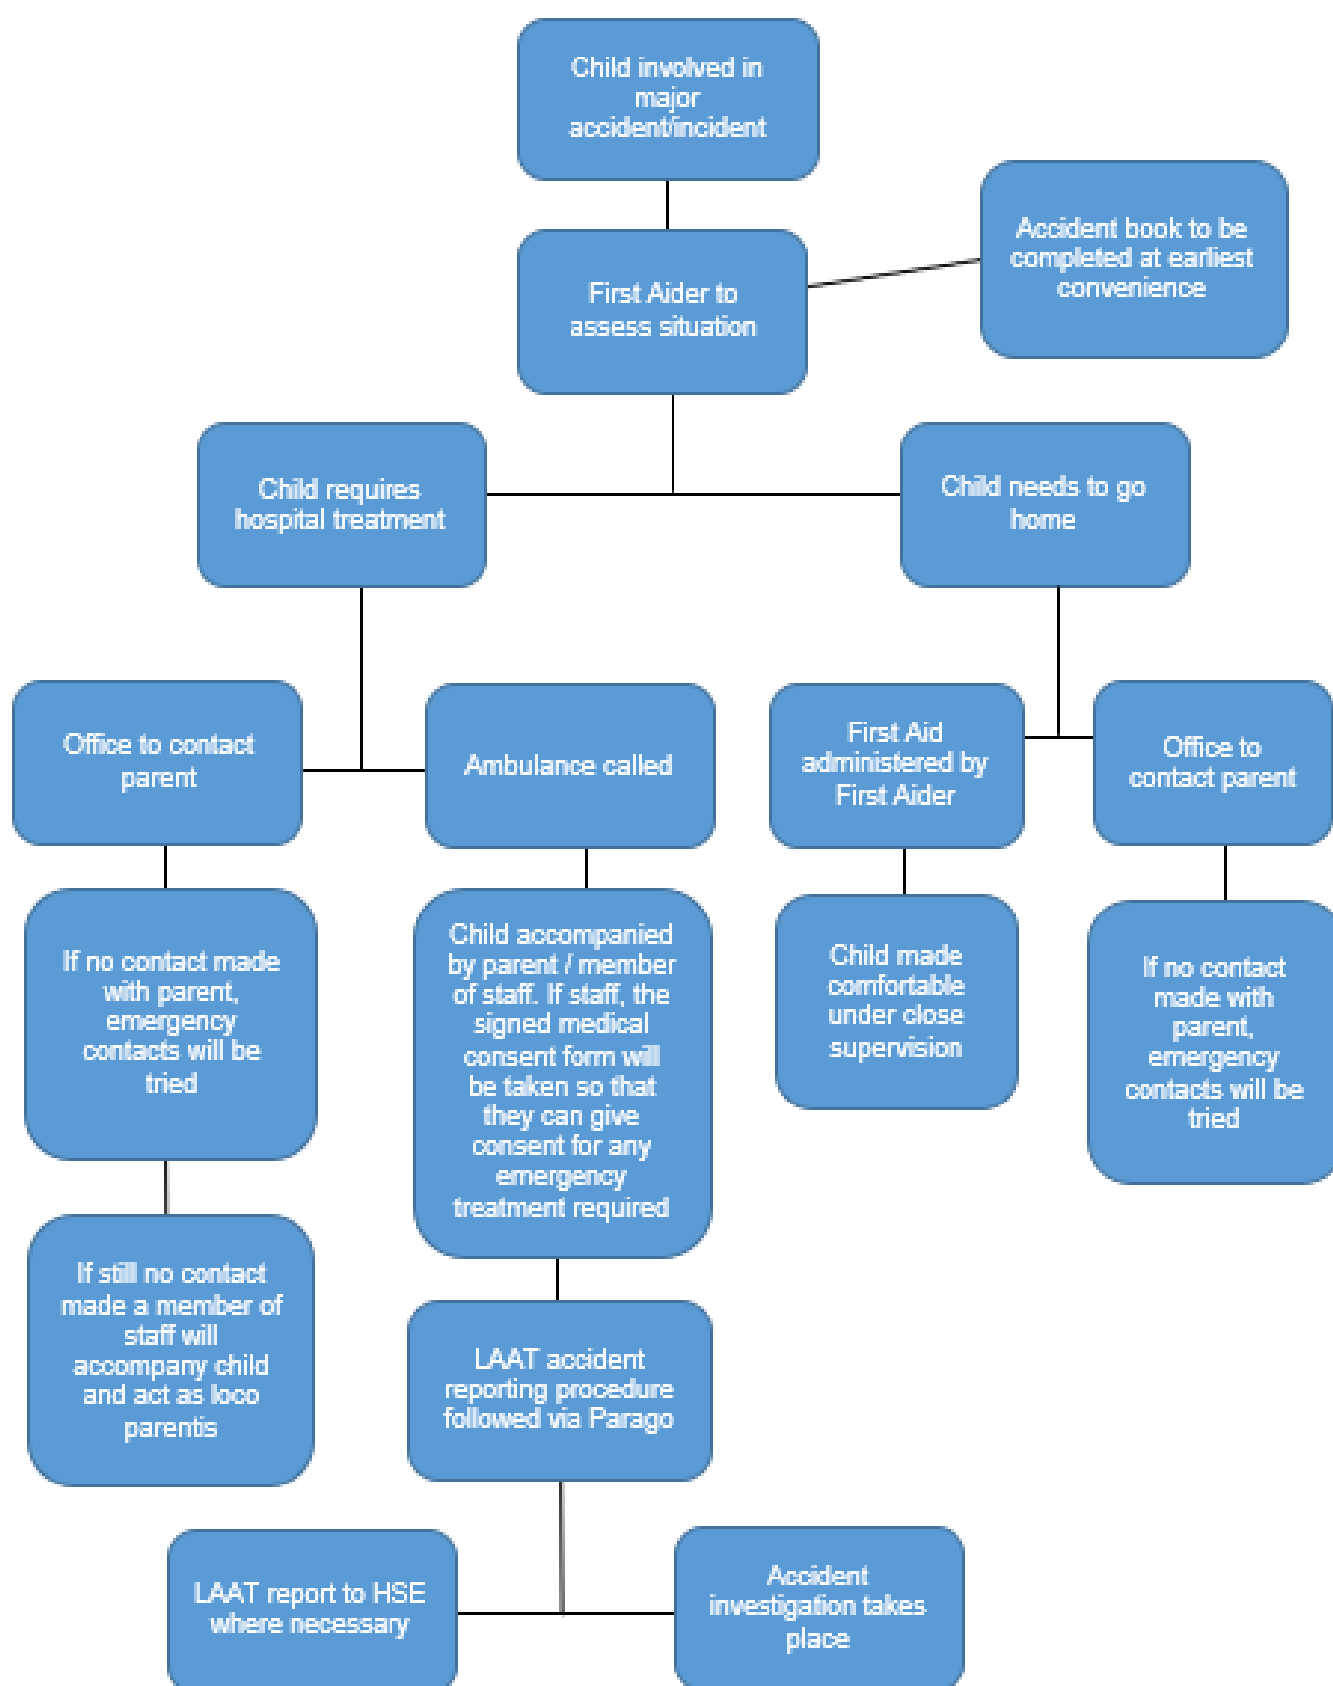 Child involved in
major
accident/incident
Accident book to be
completed at earliest
convenience
First Aider to
assess situation
Child requires
hospital treatment
Child needs to go
home
Office to contact
parent
Ambulance called
First Aid
administered by
First Aider
Office to
contact parent
If no contact made
with parent,
emergency
contacts will be
tried
Child accompanied
by parent / member
of staff. If staff, the
signed medical
consent form will
be taken so that
they can give
consent for any
emergency
treatment required
Child made
comfortable
under close
supervision
If no contact
made with
parent,
emergency
contacts will be
tried
If still no contact
made a member of
staff will
accompany child
and act as loco
parentis
LAAT accident
reporting procedure
followed via Parago
LAAT report to HSE
where necessary
Accident
investigation takes
place